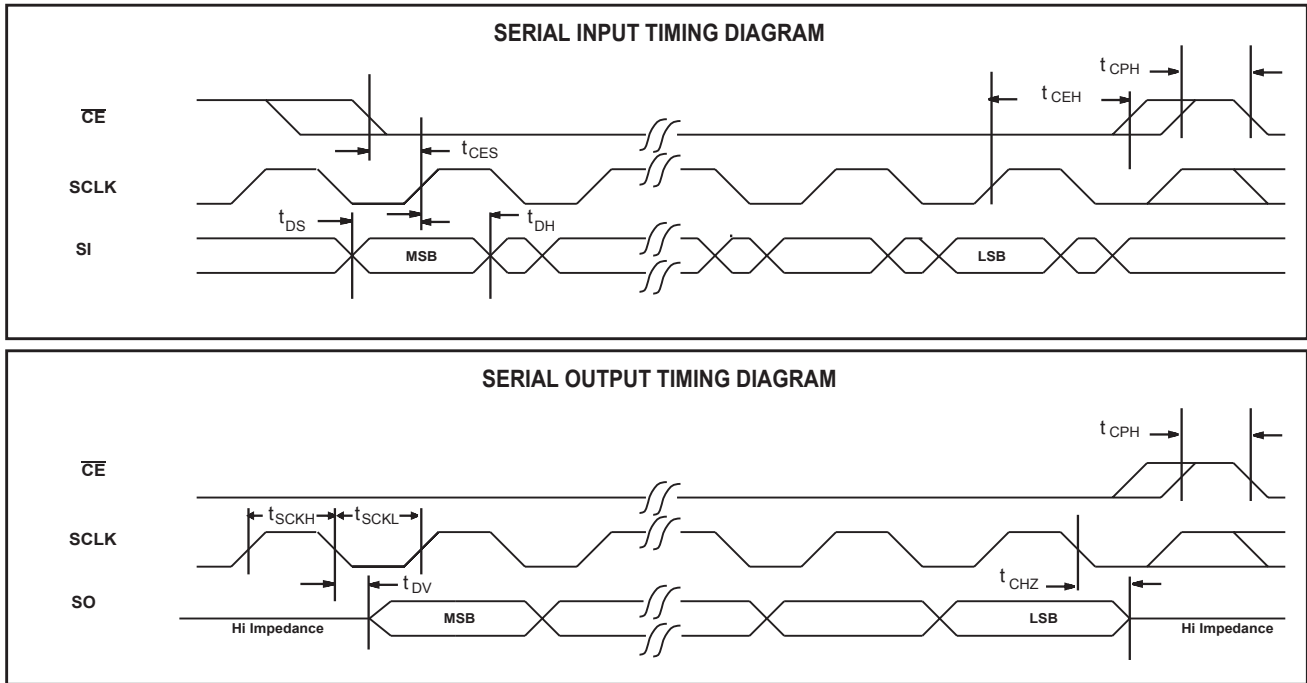 SERIAL INPUT TIMING DIAGRAM
t CPH
t CEH
CE
t CES
SCLK
t DS
t DH
SI
MSB
LSB
SERIAL OUTPUT TIMING DIAGRAM
t CPH
CE
t SCKH
t SCKL
SCLK
t DV
t CHZ
SO
MSB
LSB
Hi Impedance
Hi Impedance